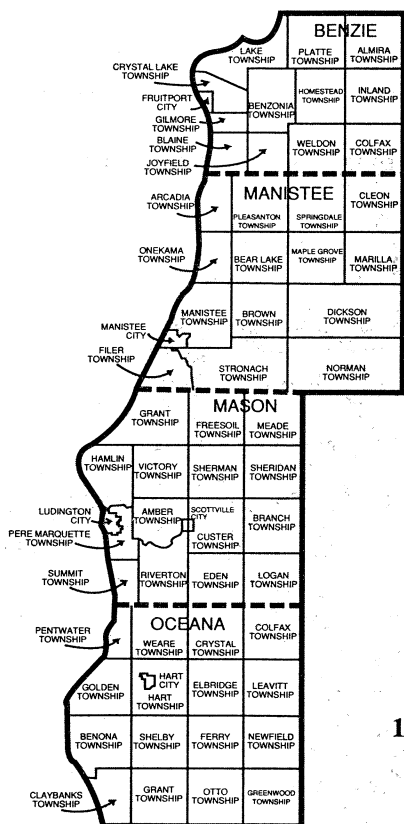 BENZIE
LAKE
TOWNSHIP
PLATTE
TOWNSHIP
ALMIRA
TOWNSHIP
CRYSTAL LAKE
TOWNSHIP
FRUITPORT
CITY
GILMORE
TOWNSHIP
BLAINE
TOWNSHIP
JOYFIELD
TOWNSHIP
BENZONIA
TOWNSHIP
HOMESTEAD
TOWNSHIP
INLAND
TOWNSHIP
WELDON
TOWNSHIP
COLFAX
TOWNSHIP
MANISTEE
ARCADIA
TOWNSHIP
PLEASANTON
TOWNSHIP
SPRINGDALE
TOWNSHIP
CLEON
TOWNSHIP
ONEKAMA
TOWNSHIP
BEAR LAKE
TOWNSHIP
MAPLE GROVE
TOWNSHIP
MARILLA
TOWNSHIP
MANISTEE
TOWNSHIP
BROWN
TOWNSHIP
DICKSON
TOWNSHIP
MANISTEE
CITY
FILER
TOWNSHIP
STRONACH
TOWNSHIP
NORMAN
TOWNSHIP
MASON
GRANT
TOWNSHIP
FREESOIL
TOWNSHIP
MEADE
TOWNSHIP
HAMLIN
TOWNSHIP
VICTORY
TOWNSHIP
SHERMAN
TOWNSHIP
SHERIDAN
TOWNSHIP
LUDINGTON
CITY
PERE MARQUETTE
TOWNSHIP
AMBER
TOWNSHIP
SCOTTVILLE
CITY
CUSTER
TOWNSHIP
BRANCH
TOWNSHIP
SUMMIT
TOWNSHIP
RIVERTON
TOWNSHIP
EDEN
TOWNSHIP
LOGAN
TOWNSHIP
OCEANA
PENTWATER
TOWNSHIP
WEARE
TOWNSHIP
CRYSTAL
TOWNSHIP
COLFAX
TOWNSHIP
GOLDEN
TOWNSHIP
HART
CITY
HART
TOWNSHIP
ELBRIDGE
TOWNSHIP
LEAVITT
TOWNSHIP
BENONA
TOWNSHIP
SHELBY
TOWNSHIP
FERRY
TOWNSHIP
NEWFIELD
TOWNSHIP
1
CLAYBANKS
TOWNSHIP
GRANT
TOWNSHIP
OTTO
TOWNSHIP
GREENWOOD
TOWNSHIP